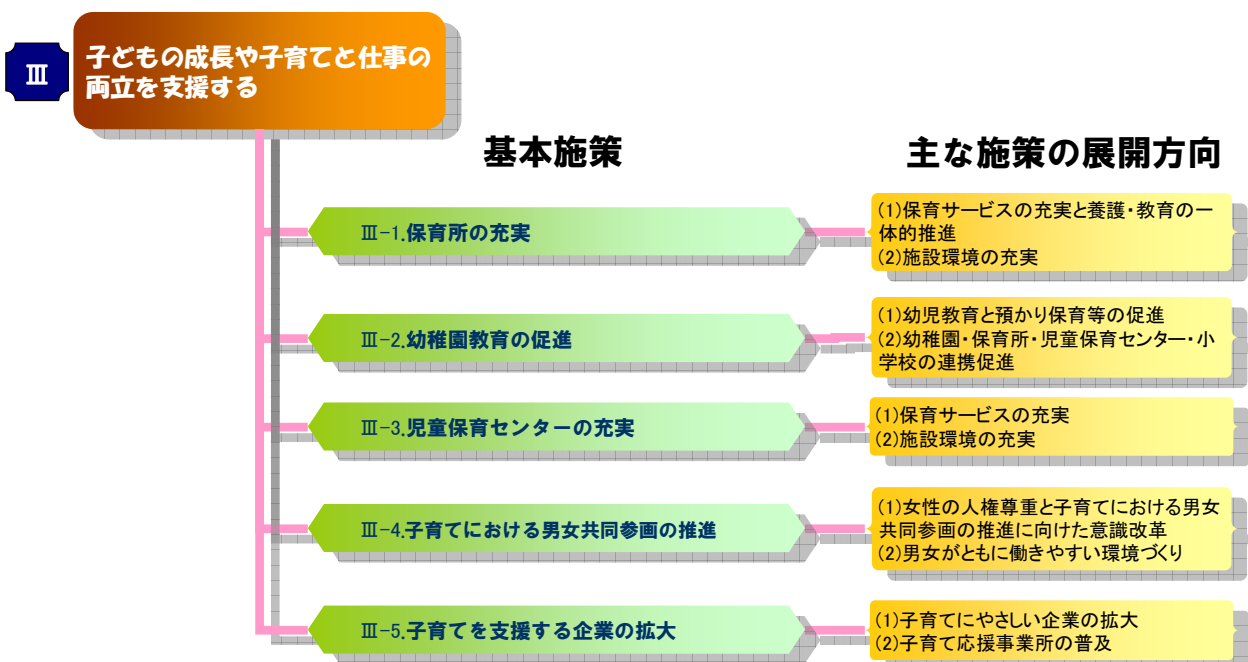 Ⅲ
子どもの成長や子育てと仕事の
両立を支援する
基本施策
主な施策の展開方向
Ⅲ-1.保育所の充実
(1)保育サービスの充実と養護・教育の一
体的推進
(2)施設環境の充実
Ⅲ-2.幼稚園教育の促進
(1)幼児教育と預かり保育等の促進
(2)幼稚園・保育所・児童保育センター・小
学校の連携促進
Ⅲ-3.児童保育センターの充実
(1)保育サービスの充実
(2)施設環境の充実
Ⅲ-4.子育てにおける男女共同参画の推進
(1)女性の人権尊重と子育てにおける男女
共同参画の推進に向けた意識改革
(2)男女がともに働きやすい環境づくり
Ⅲ-5.子育てを支援する企業の拡大
(1)子育てにやさしい企業の拡大
(2)子育て応援事業所の普及